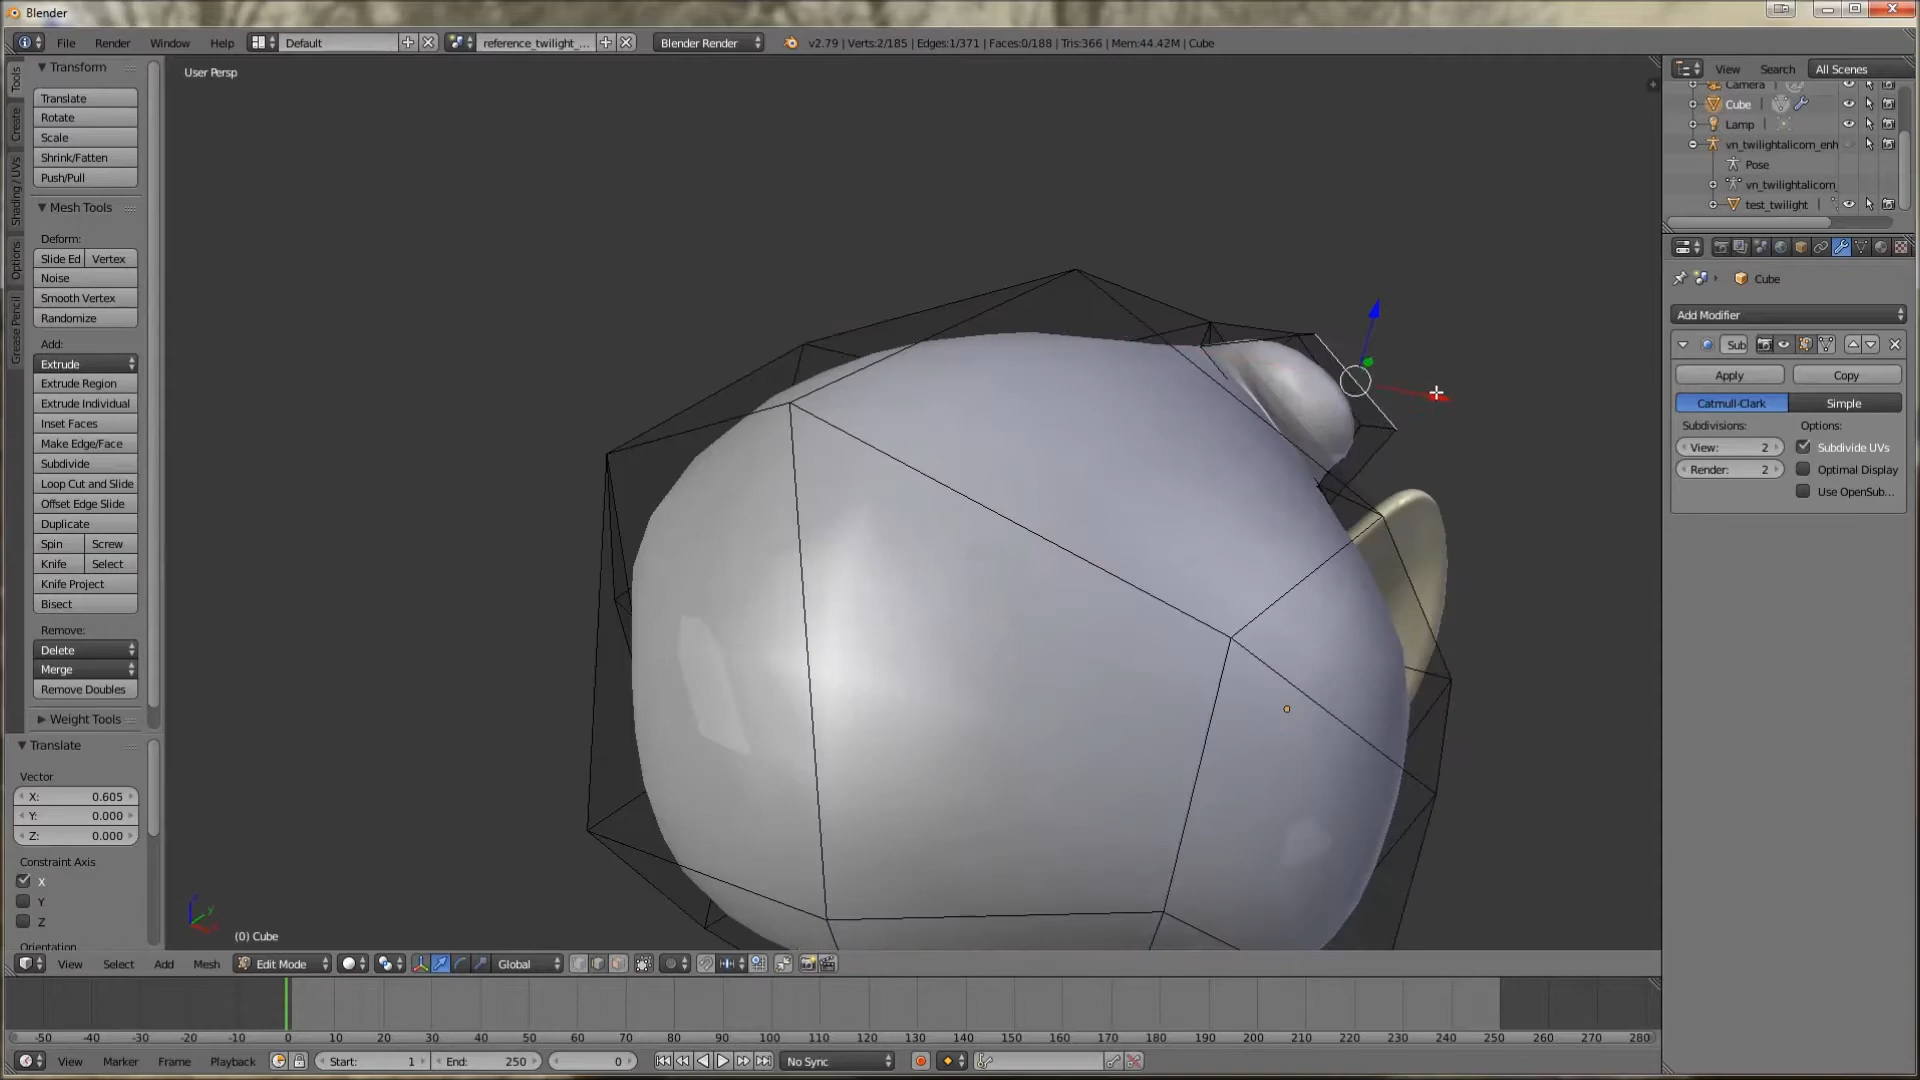 Blender
File Render Window Help Default reference_twilight_... Blender Render v2.79 | Verts:2/185 | Edges:1/371 | Faces:0/188 | Tris:366 | Mem:44.42M | Cube
Tools
Create
Shading / UVs
Options
Grease Pencil
Transform
Translate
Rotate
Scale
Shrink/Fatten
Push/Pull
Mesh Tools
Deform:
Slide Ed Vertex
Noise
Smooth Vertex
Randomize
Add:
Extrude
Extrude Region
Extrude Individual
Inset Faces
Make Edge/Face
Subdivide
Loop Cut and Slide
Offset Edge Slide
Duplicate
Spin Screw
Knife Select
Knife Project
Bisect
Remove:
Delete
Merge
Remove Doubles
Weight Tools
Translate
Vector
X: 0.605
Y: 0.000
Z: 0.000
Constraint Axis
X
Y
Z
Orientation
User Persp
(0) Cube
View Search All Scenes
Camera
Cube
Lamp
vn_twilightalicorn_enh
Pose
vn_twilightalicorn_
test_twilight
Cube
Add Modifier
Sub
Apply Copy
Catmull-Clark Simple
Subdivisions: Options:
View: 2 Subdivide UVs
Render: 2 Optimal Display
Use OpenSub...
View Select Add Mesh Edit Mode Global
-50 -40 -30 -20 -10 0 10 20 30 40 50 60 70 80 90 100 110 120 130 140 150 160 170 180 190 200 210 220 230 240 250 260 270 280
View Marker Frame Playback Start: 1 End: 250 0 No Sync